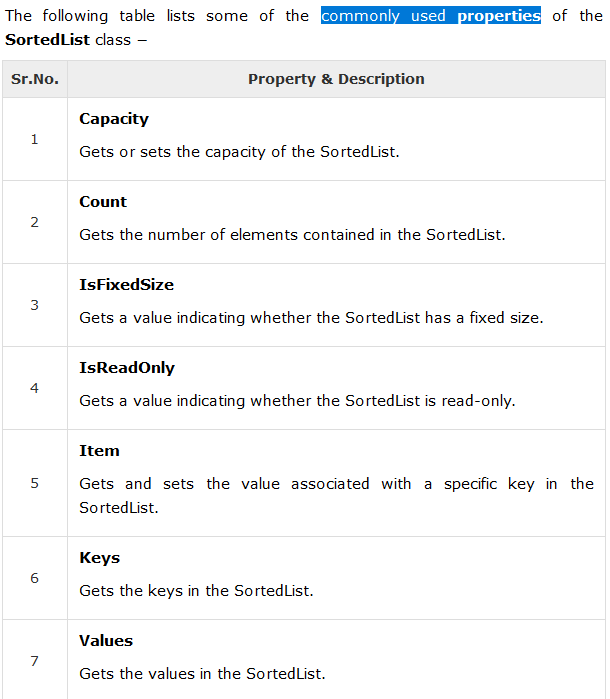 The following table lists some of the commonly used properties of the
SortedList class −
Sr.No. Property & Description
1
Capacity
Gets or sets the capacity of the SortedList.
2
Count
Gets the number of elements contained in the SortedList.
3
IsFixedSize
Gets a value indicating whether the SortedList has a fixed size.
4
IsReadOnly
Gets a value indicating whether the SortedList is read-only.
5
Item
Gets and sets the value associated with a specific key in the
SortedList.
6
Keys
Gets the keys in the SortedList.
7
Values
Gets the values in the SortedList.